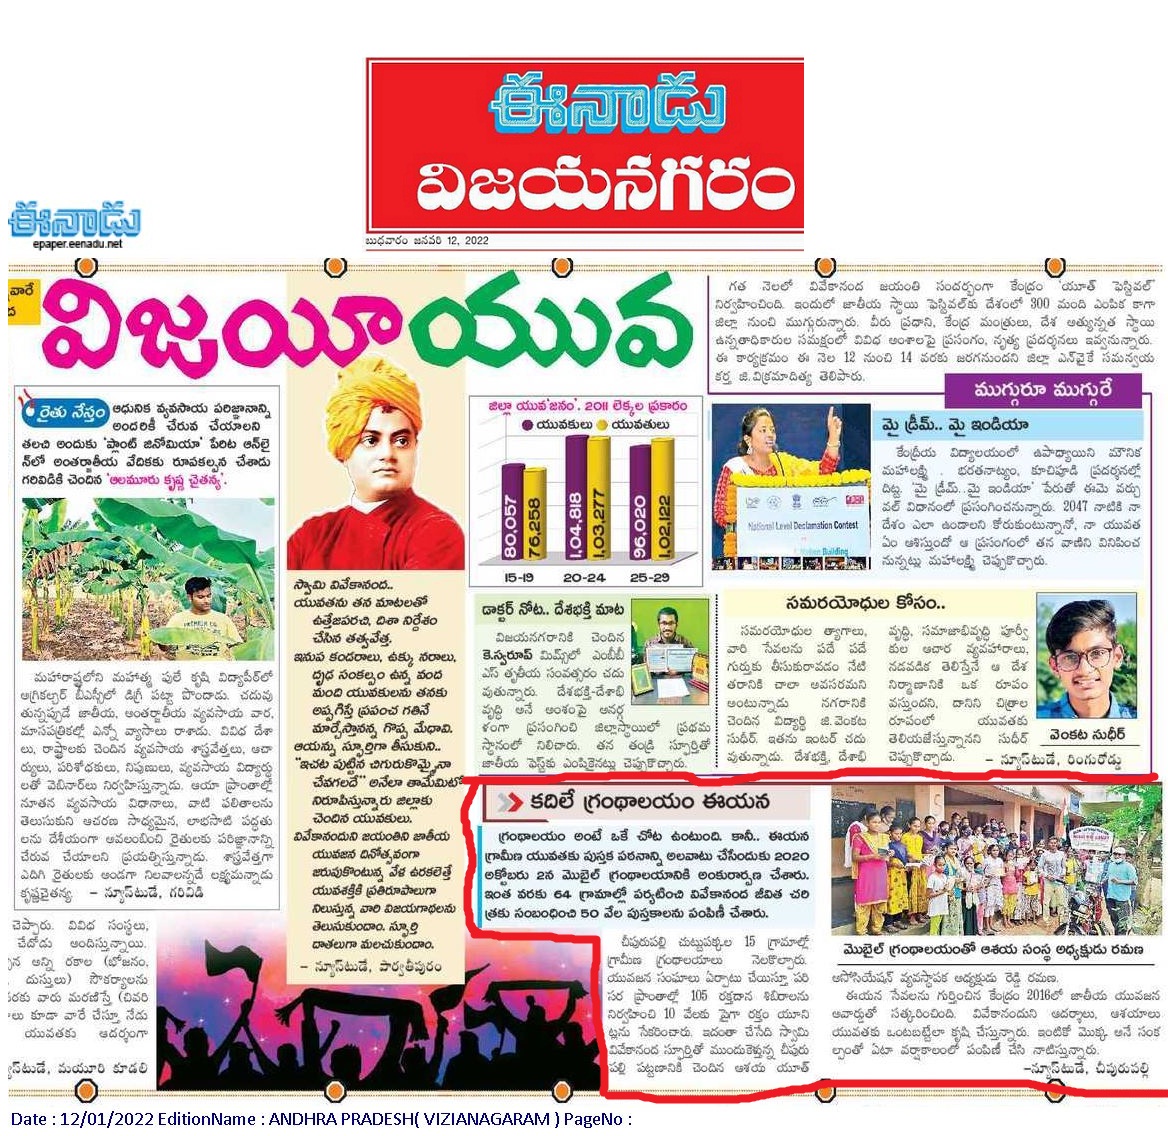 ఈనాడు
విజయనగరం
బుధవారం జనవరి 12, 2022
ఈనాడు
epaper.eenadu.net
విజయీయువ
రైతు నేస్తం ఆధునిక వ్యవసాయ పరిజ్ఞానాన్ని
అందరికీ చేరువ చేయాలని
తలచి అందుకు 'ప్లాంట్ జినోమియా' పేరిట ఆన్‌లై
న్‌లో అంతర్జాతీయ వేదికకు రూపకల్పన చేశాడు
గరివిడికి చెందిన 'ఆలమూరు కృష్ణ చైతన్య'.
మహారాష్ట్రలోని మహాత్మ పులే కృషి విద్యాపీఠ్‌లో
అగ్రికల్చర్ బీఎస్సీలో డిగ్రీ పట్టా పొందాడు. చదువు
తున్నప్పుడే జాతీయ, అంతర్జాతీయ వ్యవసాయ వార,
మాసపత్రికల్లో ఎన్నో వ్యాసాలు రాశాడు. వివిధ దేశా
లు, రాష్ట్రాలకు చెందిన వ్యవసాయ శాస్త్రవేత్తలు, ఆచా
ర్యులు, పరిశోధకులు, నిపుణులు, వ్యవసాయ విద్యార్థు
లతో వెబినార్‌లు నిర్వహిస్తున్నాడు. ఆయా ప్రాంతాల్లో
నూతన వ్యవసాయ విధానాలు, వాటి ఫలితాలను
తెలుసుకుని ఆచరణ సాధ్యమైన, లాభసాటి పద్ధతు
లను దేశీయంగా అవలంబించి రైతులకు పరిజ్ఞానాన్ని
చేరువ చేయాలని ప్రయత్నిస్తున్నాడు. శాస్త్రవేత్తగా
ఎదిగి రైతులకు అండగా నిలవాలన్నదే లక్ష్యమన్నాడు
కృష్ణచైతన్య. – న్యూస్‌టుడే, గరివిడి
చెప్పారు. వివిధ సంస్థలు,
చేదోడు అందిస్తున్నాయి.
అన్ని రకాల (భోజనం,
దుస్తులు) సౌకర్యాలను
వరకు వారు మరణిస్తే (చివరి
లు కూడా వారే చేస్తూ నేడు
యువతకు ఆదర్శంగా
న్యూస్‌టుడే, మయూరి కూడలి
స్వామి వివేకానంద..
యువతను తన మాటలతో
ఉత్తేజపరచి, దిశా నిర్దేశం
చేసిన తత్వవేత్త.
ఇనుప కండరాలు, ఉక్కు నరాలు,
దృఢ సంకల్పం ఉన్న వంద
మంది యువకులను తనకు
అప్పగిస్తే ప్రపంచ గతినే
మార్చేస్తానన్న గొప్ప మేధావి.
ఆయన్ను స్ఫూర్తిగా తీసుకుని..
"ఇచట పుట్టిన చిగురుకొమ్మైనా
చేవగలదే" అనేలా తామేమిటో
నిరూపిస్తున్నారు జిల్లాకు
చెందిన యువకులు.
వివేకానందుని జయంతిని జాతీయ
యువజన దినోత్సవంగా
జరుపుకొంటున్న వేళ ఉరకలెత్తే
యువశక్తికి ప్రతిరూపాలుగా
నిలుస్తున్న వారి విజయగాథలను
తెలుసుకుందాం. స్ఫూర్తి
దాతలుగా మలచుకుందాం.
– న్యూస్‌టుడే, పార్వతీపురం
జిల్లా యువ'జనం'. 2011 లెక్కల ప్రకారం
యువకులు యువతులు
80,057 76,258 1,04,818 1,03,277 96,020 1,02,122
15-19 20-24 25-29
డాక్టర్ నోట.. దేశభక్తి మాట
విజయనగరానికి చెందిన
కె.స్వరూప్ మిమ్స్‌లో ఎంబీబీ
ఎస్ తృతీయ సంవత్సరం చదు
వుతున్నారు. దేశభక్తి-దేశాభి
వృద్ధి అనే అంశంపై అనర్గ
ళంగా ప్రసంగించి జిల్లాస్థాయిలో ప్రథమ
స్థానంలో నిలిచారు. తన తండ్రి స్ఫూర్తితో
జాతీయ ఫెస్ట్‌కు ఎంపికైనట్లు చెప్పుకొచ్చారు.
గత నెలలో వివేకానంద జయంతి సందర్భంగా కేంద్రం 'యూత్ ఫెస్టివల్'
నిర్వహించింది. ఇందులో జాతీయ స్థాయి ఫెస్టివల్‌కు దేశంలో 300 మంది ఎంపిక కాగా
జిల్లా నుంచి ముగ్గురున్నారు. వీరు ప్రధాని, కేంద్ర మంత్రులు, దేశ అత్యున్నత స్థాయి
ఉన్నతాధికారుల సమక్షంలో వివిధ అంశాలపై ప్రసంగం, నృత్య ప్రదర్శనలు ఇవ్వనున్నారు.
ఈ కార్యక్రమం ఈ నెల 12 నుంచి 14 వరకు జరగనుందని జిల్లా ఎన్‌వైకే సమన్వయ
కర్త జి.విక్రమాదిత్య తెలిపారు.
ముగ్గురూ ముగ్గురే
మై డ్రీమ్.. మై ఇండియా
కేంద్రీయ విద్యాలయంలో ఉపాధ్యాయిని మౌనిక
మహాలక్ష్మి . భరతనాట్యం, కూచిపూడి ప్రదర్శనల్లో
దిట్ట. 'మై డ్రీమ్..మై ఇండియా' పేరుతో ఈమె వర్చు
వల్ విధానంలో ప్రసంగించనున్నారు. 2047 నాటికి నా
దేశం ఎలా ఉండాలని కోరుకుంటున్నానో, నా యువత
ఏం ఆశిస్తుందో ఆ ప్రసంగంలో తన వాణిని వినిపించ
నున్నట్లు మహాలక్ష్మి చెప్పుకొచ్చారు.
National Level Declamation Contest
సమరయోధుల కోసం..
సమరయోధుల త్యాగాలు,
వారి సేవలను పదే పదే
గుర్తుకు తీసుకురావడం నేటి
తరానికి చాలా అవసరమని
అంటున్నాడు నగరానికి
చెందిన విద్యార్థి జి.వెంకట
సుధీర్. ఇతను ఇంటర్ చదు
వుతున్నాడు. దేశభక్తి, దేశాభి
వృద్ధి, సమాజాభివృద్ధి పూర్వీ
కుల ఆచార వ్యవహారాలు,
నడవడిక తెలిస్తేనే ఆ దేశ
నిర్మాణానికి ఒక రూపం
వస్తుందని, దానిని చిత్రాల
రూపంలో యువతకు
తెలియజేస్తున్నానని సుధీర్
చెప్పుకొచ్చాడు. – న్యూస్‌టుడే, రింగురోడ్డు
వెంకట సుధీర్
కదిలే గ్రంథాలయం ఈయన
గ్రంథాలయం అంటే ఒకే చోట ఉంటుంది. కానీ.. ఈయన
గ్రామీణ యువతకు పుస్తక పఠనాన్ని అలవాటు చేసేందుకు 2020
అక్టోబరు 2న మొబైల్ గ్రంథాలయానికి అంకురార్పణ చేశారు.
ఇంత వరకు 64 గ్రామాల్లో పర్యటించి వివేకానంద జీవిత చరి
త్రకు సంబంధించి 50 వేల పుస్తకాలను పంపిణీ చేశారు.
చీపురుపల్లి చుట్టుపక్కల 15 గ్రామాల్లో
గ్రామీణ గ్రంథాలయాలు నెలకొల్పారు.
యువజన సంఘాలు ఏర్పాటు చేయిస్తూ పరి
సర ప్రాంతాల్లో 105 రక్తదాన శిబిరాలను
నిర్వహించి 10 వేలకు పైగా రక్తం యూని
ట్లను సేకరించారు. ఇదంతా చేసేది స్వామి
వివేకానంద స్ఫూర్తితో ముందుకెళ్తున్న చీపురు
పల్లి పట్టణానికి చెందిన ఆశయ యూత్
మొబైల్ గ్రంథాలయంతో ఆశయ సంస్థ అధ్యక్షుడు రమణ
అసోసియేషన్ వ్యవస్థాపక అధ్యక్షుడు రెడ్డి రమణ.
ఈయన సేవలను గుర్తించిన కేంద్రం 2016లో జాతీయ యువజన
అవార్డుతో సత్కరించింది. వివేకానందుని ఆదర్శాలు, ఆశయాలు
యువతకు ఒంటబట్టేలా కృషి చేస్తున్నారు. ఇంటికో మొక్క అనే సంక
ల్పంతో ఏటా వర్షాకాలంలో పంపిణీ చేసి నాటిస్తున్నారు.
–న్యూస్‌టుడే, చీపురుపల్లి
Date : 12/01/2022 EditionName : ANDHRA PRADESH( VIZIANAGARAM ) PageNo :